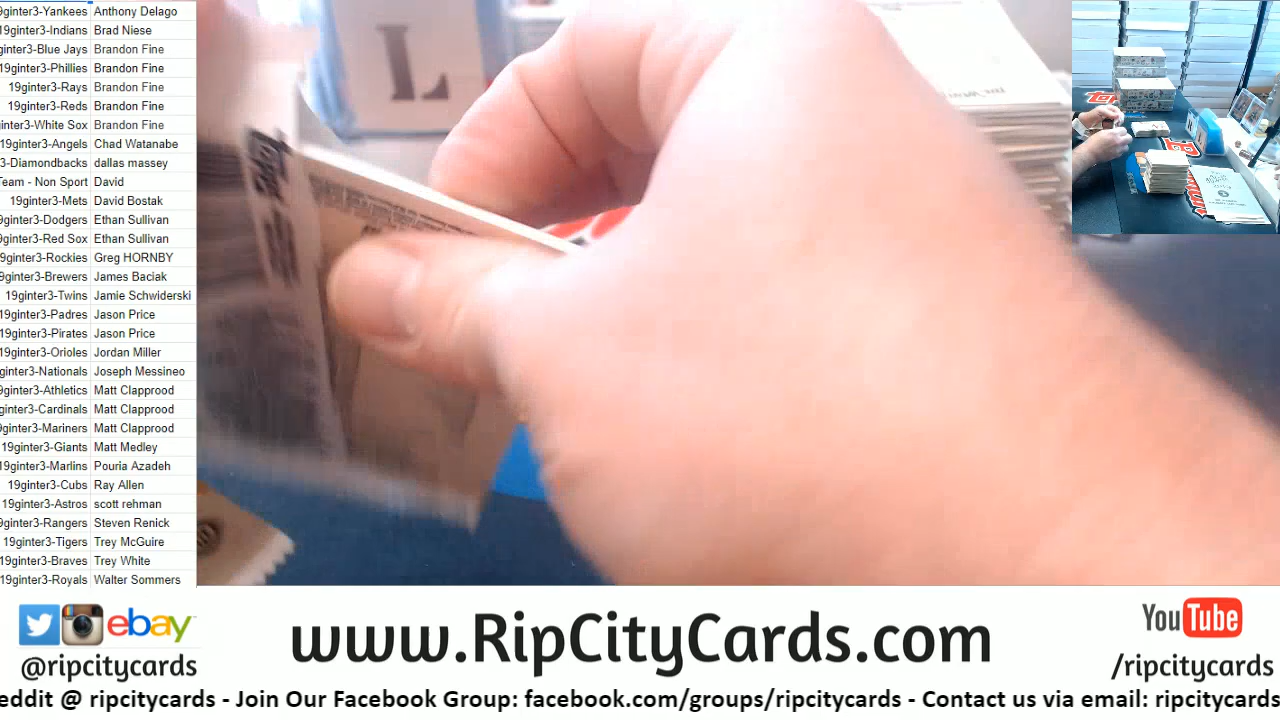 9ginter3-Yankees Anthony Delago
19ginter3-Indians Brad Niese
ginter3-Blue Jays Brandon Fine
19ginter3-Phillies Brandon Fine
19ginter3-Rays Brandon Fine
19ginter3-Reds Brandon Fine
ginter3-White Sox Brandon Fine
19ginter3-Angels Chad Watanabe
3-Diamondbacks dallas massey
Team - Non Sport David
19ginter3-Mets David Bostak
9ginter3-Dodgers Ethan Sullivan
9ginter3-Red Sox Ethan Sullivan
9ginter3-Rockies Greg HORNBY
9ginter3-Brewers James Baciak
19ginter3-Twins Jamie Schwiderski
19ginter3-Padres Jason Price
19ginter3-Pirates Jason Price
19ginter3-Orioles Jordan Miller
ginter3-Nationals Joseph Messineo
9ginter3-Athletics Matt Clapprood
9ginter3-Cardinals Matt Clapprood
9ginter3-Mariners Matt Clapprood
19ginter3-Giants Matt Medley
19ginter3-Marlins Pouria Azadeh
19ginter3-Cubs Ray Allen
19ginter3-Astros scott rehman
9ginter3-Rangers Steven Renick
19ginter3-Tigers Trey McGuire
19ginter3-Braves Trey White
19ginter3-Royals Walter Sommers
L
ebay
@ripcitycards
www.RipCityCards.com
YouTube
/ripcitycards
eddit @ ripcitycards - Join Our Facebook Group: facebook.com/groups/ripcitycards - Contact us via email: ripcitycards